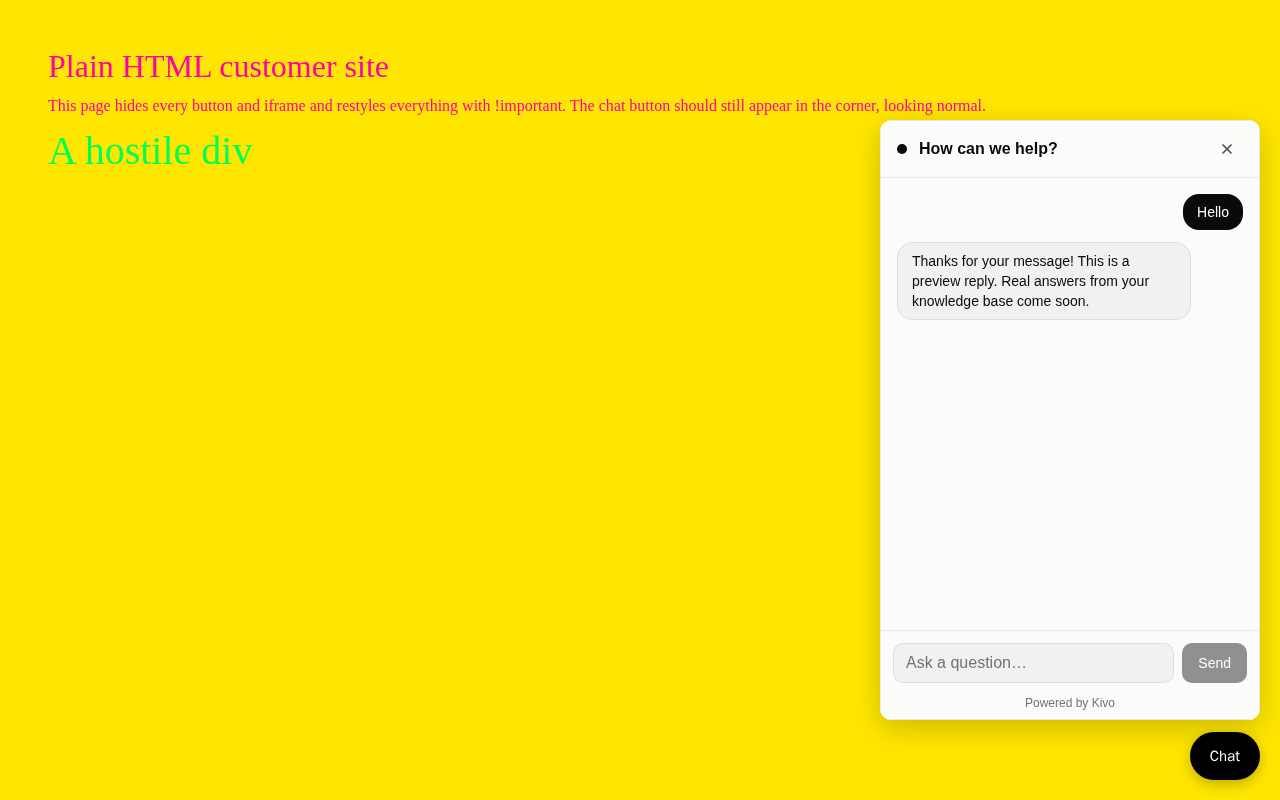 Plain HTML customer site
This page hides every button and iframe and restyles everything with !important. The chat button should still appear in the corner, looking normal.
A hostile div
How can we help?
Hello
Thanks for your message! This is a
preview reply. Real answers from your
knowledge base come soon.
Ask a question…
Send
Powered by Kivo
Chat